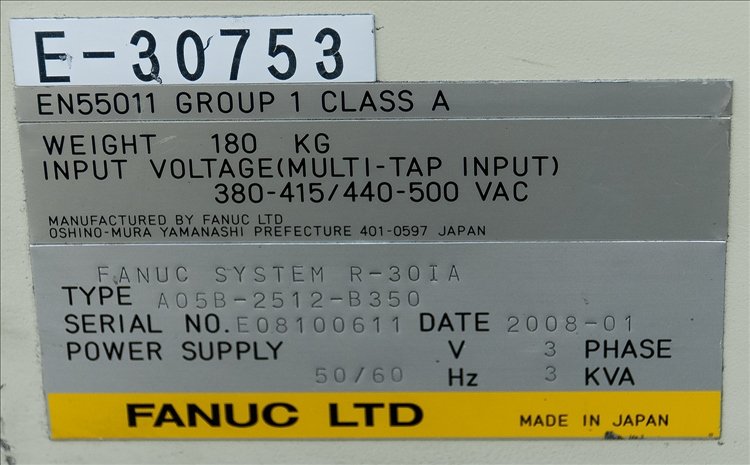 E-30753
EN55011 GROUP 1 CLASS A
WEIGHT 180 KG
INPUT VOLTAGE(MULTI-TAP INPUT)
380-415/440-500 VAC
MANUFACTURED BY FANUC LTD
OSHINO-MURA YAMANASHI PREFECTURE 401-0597 JAPAN
FANUC SYSTEM R-30IA
TYPE A05B-2512-B350
SERIAL NO. E08100611 DATE 2008-01
POWER SUPPLY V 3 PHASE
50/60 Hz 3 KVA
FANUC LTD MADE IN JAPAN